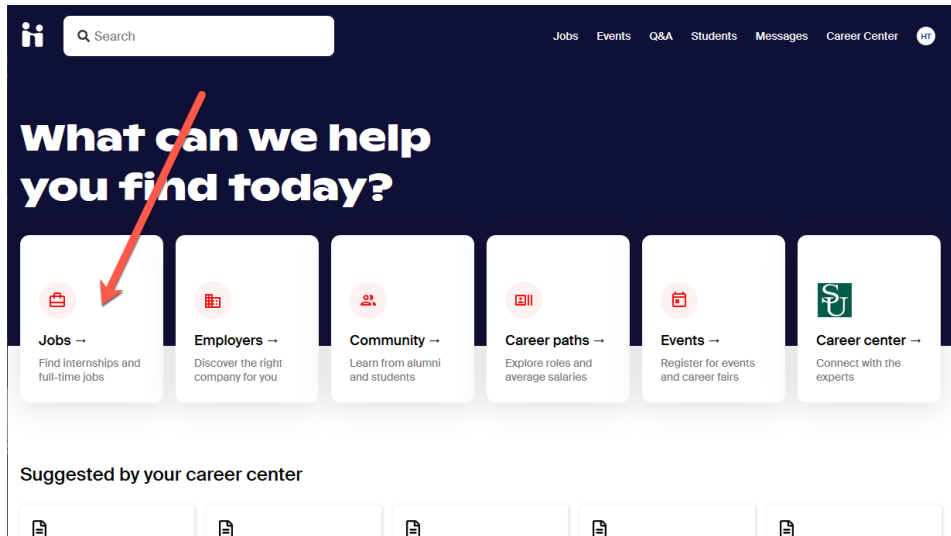 Search
Jobs Events Q&A Students Messages Career Center HT
What can we help
you find today?
Jobs →
Find internships and
full-time jobs
Employers →
Discover the right
company for you
Community →
Learn from alumni
and students
Career paths →
Explore roles and
average salaries
Events →
Register for events
and career fairs
SU
Career center →
Connect with the
experts
Suggested by your career center